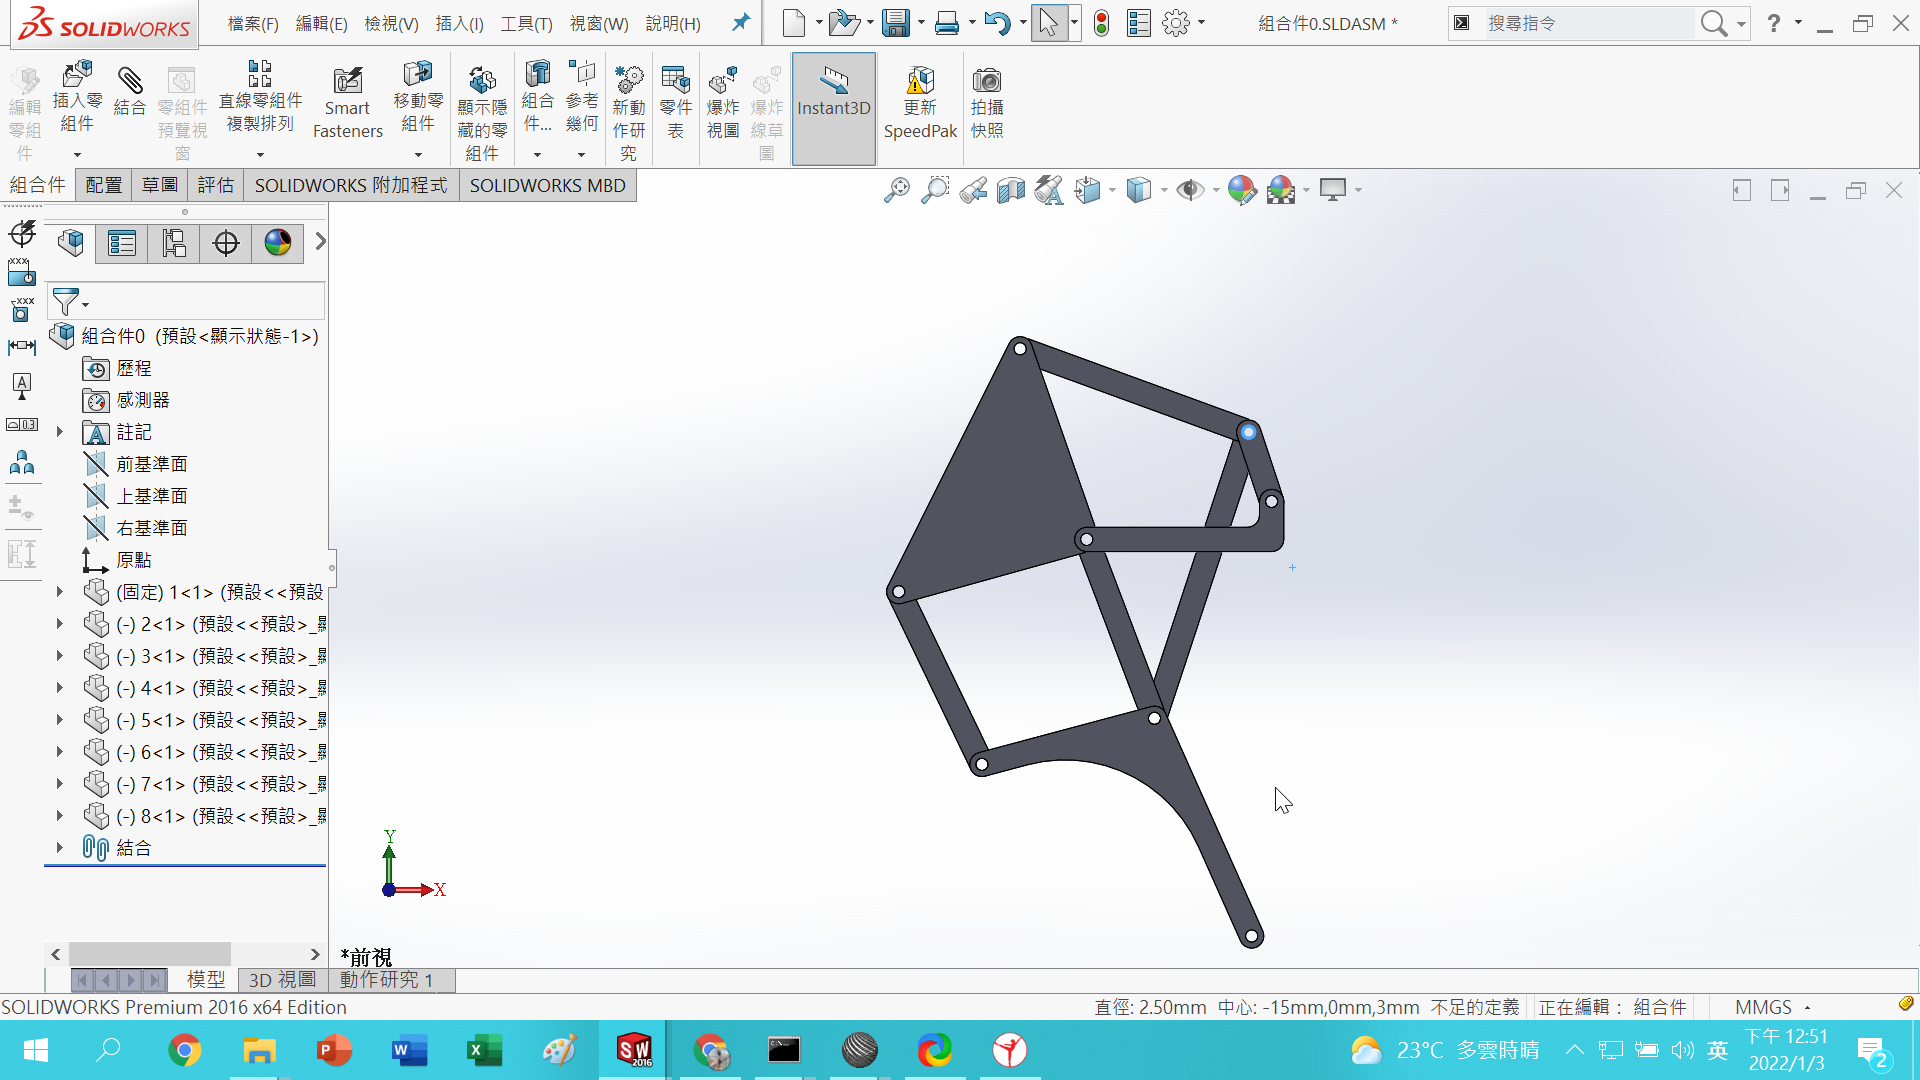 SOLIDWORKS
檔案(F) 編輯(E) 檢視(V) 插入(I) 工具(T) 視窗(W) 說明(H)
組合件0.SLDASM *
搜尋指令
編輯零組件
插入零組件
結合
零組件預覽視窗
直線零組件複製排列
Smart Fasteners
移動零組件
顯示隱藏的零組件
組合件...
參考幾何
新動作研究
零件表
爆炸視圖
爆炸線草圖
Instant3D
更新 SpeedPak
拍攝快照
組合件 配置 草圖 評估 SOLIDWORKS 附加程式 SOLIDWORKS MBD
組合件0 (預設<顯示狀態-1>)
歷程
感測器
註記
前基準面
上基準面
右基準面
原點
(固定) 1<1> (預設<<預設
(-) 2<1> (預設<<預設>_
(-) 3<1> (預設<<預設>_
(-) 4<1> (預設<<預設>_
(-) 5<1> (預設<<預設>_
(-) 6<1> (預設<<預設>_
(-) 7<1> (預設<<預設>_
(-) 8<1> (預設<<預設>_
結合
Y
X
*前視
模型 3D 視圖 動作研究 1
SOLIDWORKS Premium 2016 x64 Edition
直徑: 2.50mm 中心: -15mm,0mm,3mm 不足的定義 正在編輯: 組合件 MMGS
23°C 多雲時晴
英
下午 12:51
2022/1/3
2